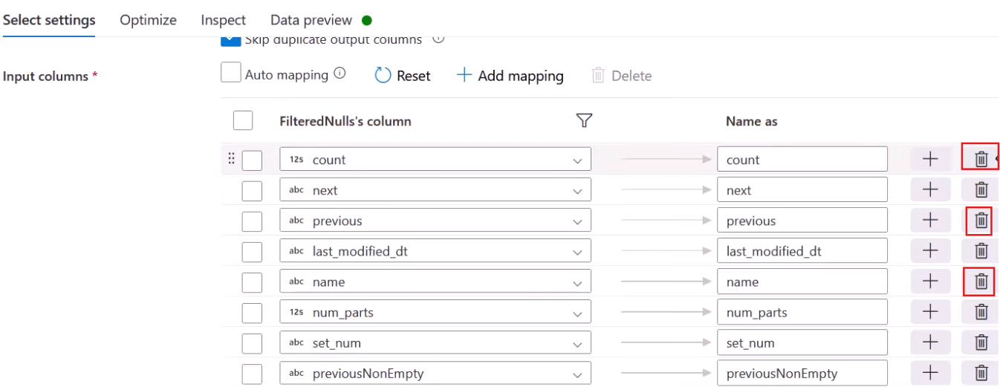 Select settings Optimize Inspect Data preview
Skip duplicate output columns
Input columns * Auto mapping Reset Add mapping Delete
FilteredNulls's column Name as
12s count count
abc next next
abc previous previous
abc last_modified_dt last_modified_dt
abc name name
12s num_parts num_parts
abc set_num set_num
abc previousNonEmpty previousNonEmpty